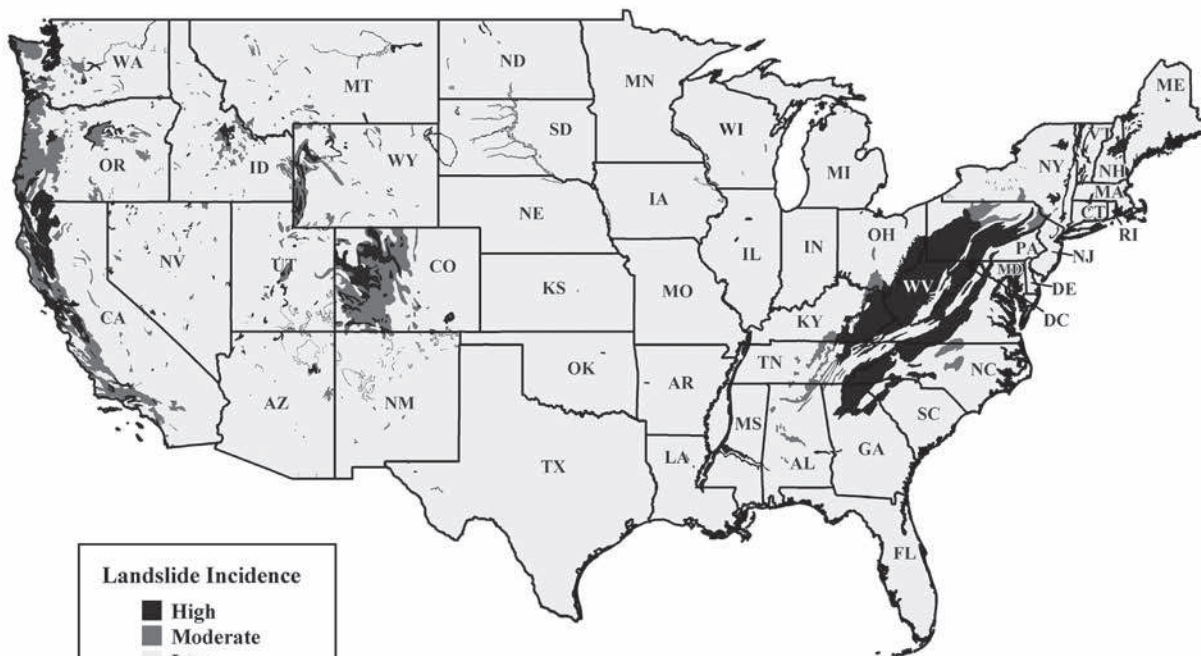 WA
MT
ND
MN
ME
OR
ID
WY
SD
WI
MI
NY
VT
NH
MA
CT
RI
NV
UT
CO
NE
IA
IL
IN
OH
PA
NJ
MD
DE
DC
WV
CA
KS
MO
KY
AZ
NM
OK
AR
TN
NC
SC
TX
LA
MS
AL
GA
FL
Landslide Incidence
High
Moderate